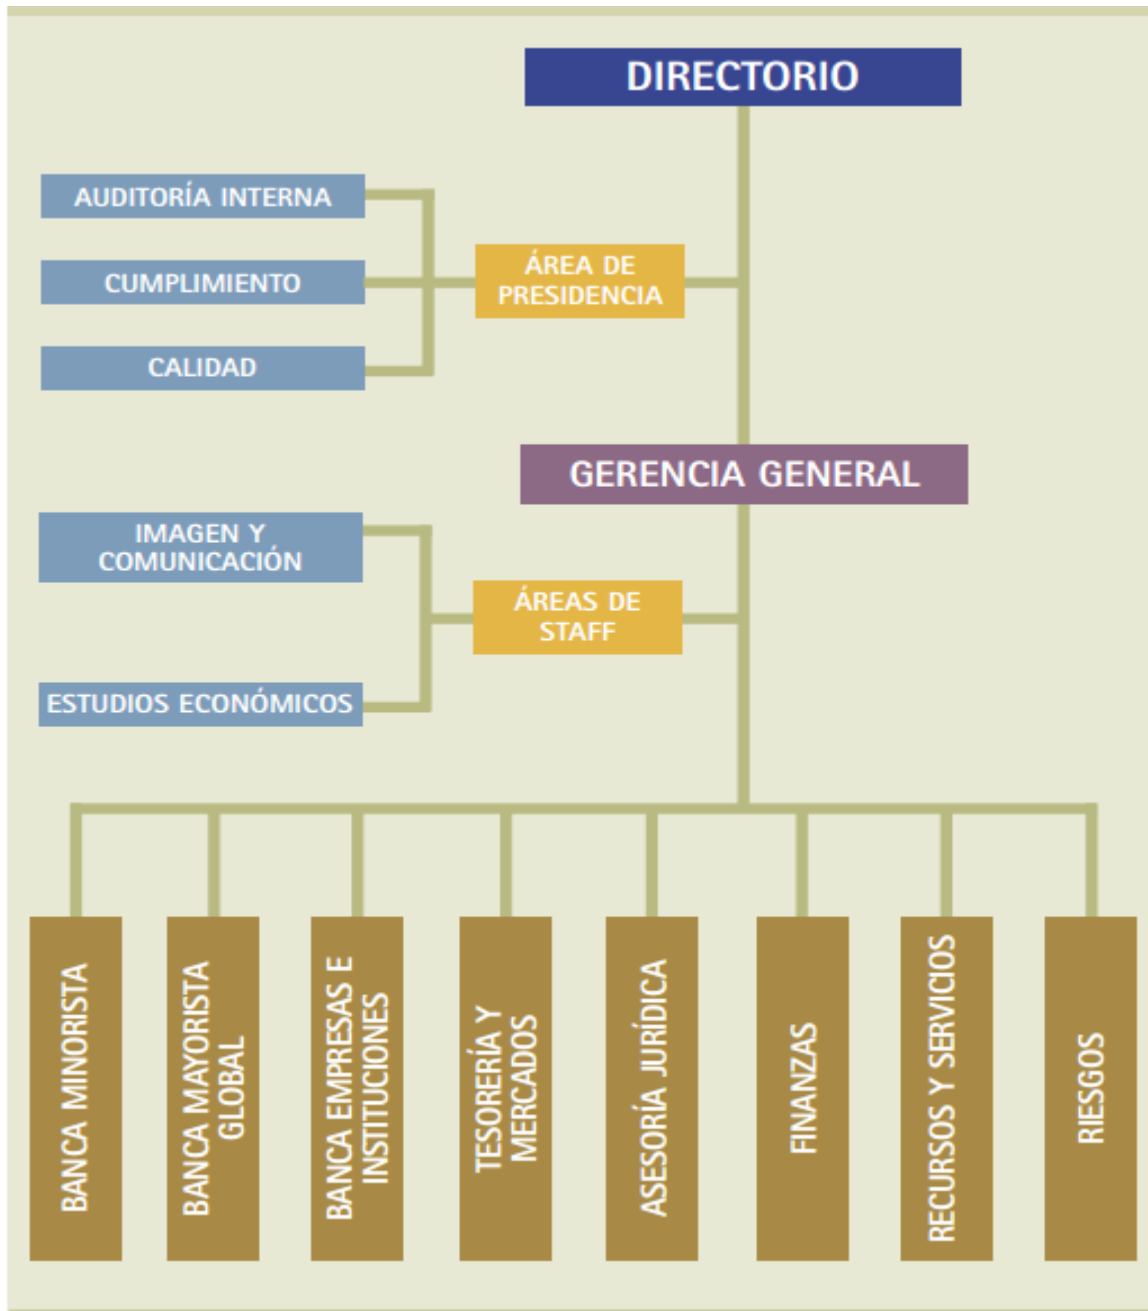 DIRECTORIO
AUDITORÍA INTERNA
CUMPLIMIENTO
CALIDAD
ÁREA DE
PRESIDENCIA
GERENCIA GENERAL
IMAGEN Y
COMUNICACIÓN
ESTUDIOS ECONÓMICOS
ÁREAS DE
STAFF
BANCA MINORISTA
BANCA MAYORISTA
GLOBAL
BANCA EMPRESAS E
INSTITUCIONES
TESORERÍA Y
MERCADOS
ASESORÍA JURÍDICA
FINANZAS
RECURSOS Y SERVICIOS
RIESGOS